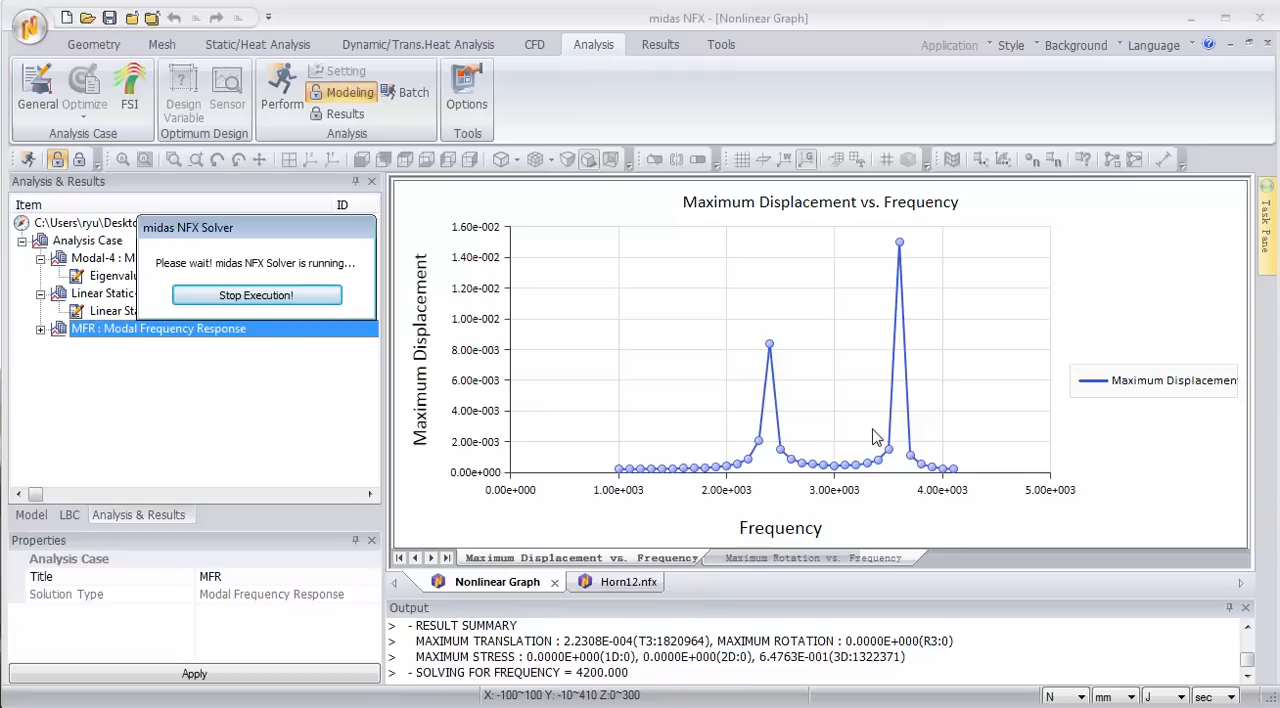 midas NFX - [Nonlinear Graph]
Geometry Mesh Static/Heat Analysis Dynamic/Trans.Heat Analysis CFD Analysis Results Tools
Application Style Background Language
General Optimize FSI
Analysis Case
Design Variable Sensor
Optimum Design
Perform Setting
Modeling Batch
Results
Analysis
Options
Tools
Analysis & Results
Item ID
C:\Users\ryu\Deskto
Analysis Case
Modal-4 : M
Eigenvalu
Linear Static-
Linear Sta
MFR : Modal Frequency Response
midas NFX Solver
Please wait! midas NFX Solver is running...
Stop Execution!
Model LBC Analysis & Results
Properties
Analysis Case
Title MFR
Solution Type Modal Frequency Response
Apply
Maximum Displacement vs. Frequency
Maximum Displacement
1.60e-002
1.40e-002
1.20e-002
1.00e-002
8.00e-003
6.00e-003
4.00e-003
2.00e-003
0.00e+000
0.00e+000 1.00e+003 2.00e+003 3.00e+003 4.00e+003 5.00e+003
Frequency
Maximum Displacemen
Task Pane
Maximum Displacement vs. Frequency Maximum Rotation vs. Frequency
Nonlinear Graph Horn12.nfx
Output
> - RESULT SUMMARY
> MAXIMUM TRANSLATION : 2.2308E-004(T3:1820964), MAXIMUM ROTATION : 0.0000E+000(R3:0)
> MAXIMUM STRESS : 0.0000E+000(1D:0), 0.0000E+000(2D:0), 6.4763E-001(3D:1322371)
> - SOLVING FOR FREQUENCY = 4200.000
X: -100~100 Y: -10~410 Z:0~300
N mm J sec